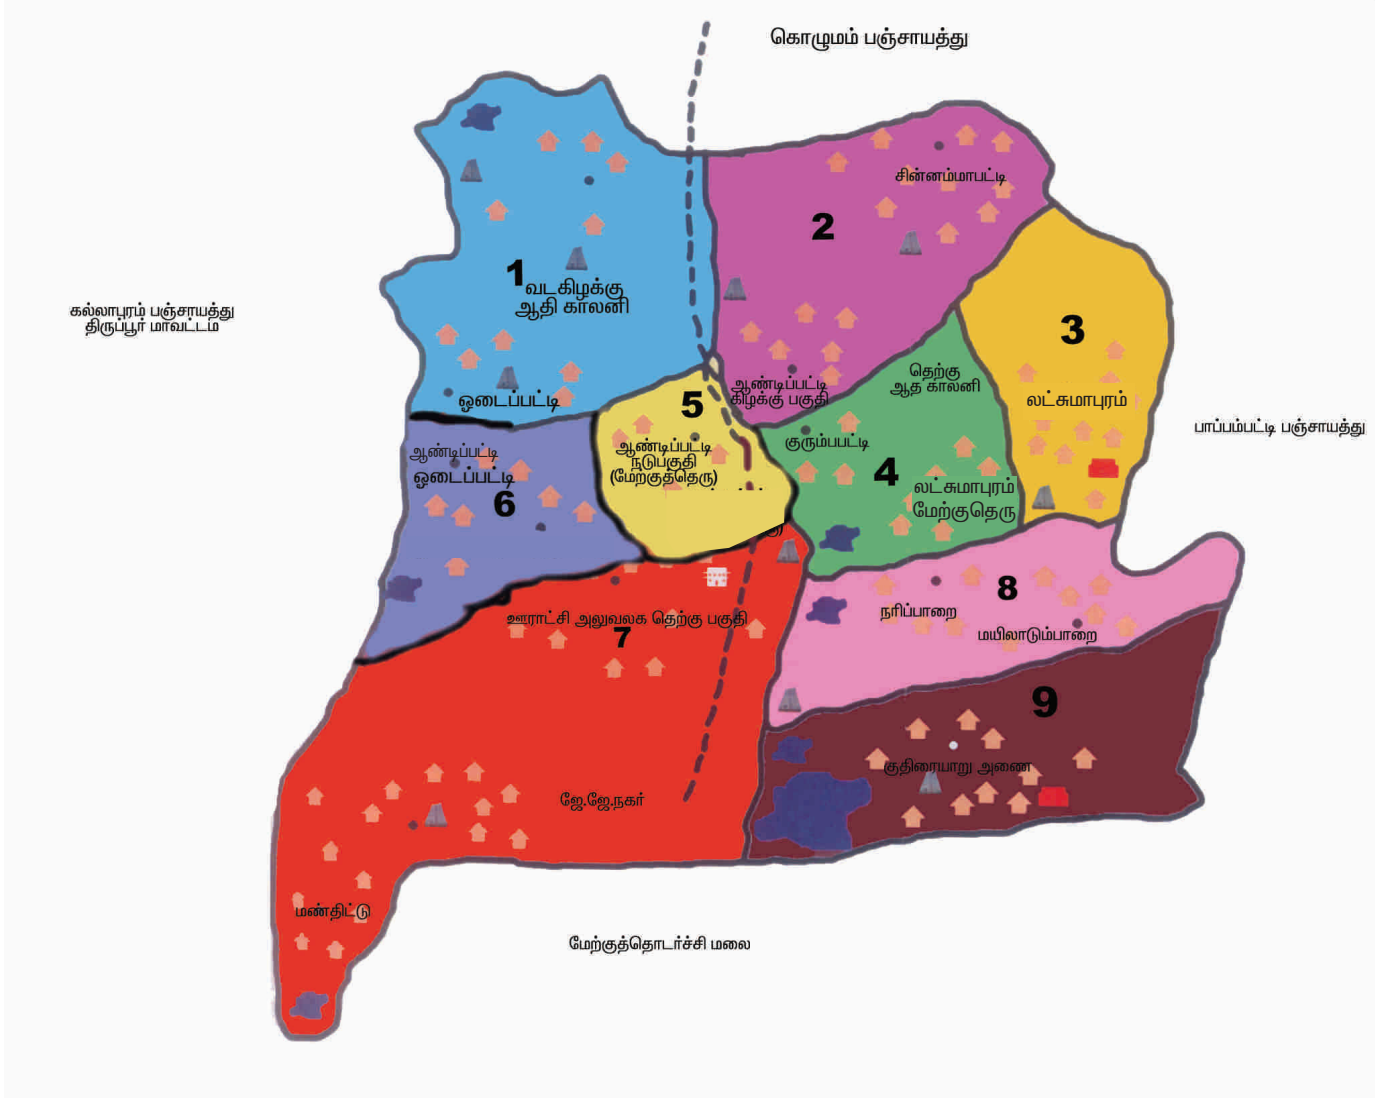 கொழுமம் பஞ்சாயத்து
சின்னம்மாபட்டி
2
1
வடகிழக்கு
ஆதி காலனி
கல்லாபுரம் பஞ்சாயத்து
திருப்பூர் மாவட்டம்
3
லட்சுமாபுரம்
தெற்கு
ஆத காலனி
ஆண்டிப்பட்டி
கிழக்கு பகுதி
ஓடைப்பட்டி
5
ஆண்டிப்பட்டி
நடுபகுதி
(மேற்குத்தெரு)
பாப்பம்பட்டி பஞ்சாயத்து
குரும்பபட்டி
4
லட்சுமாபுரம்
மேற்குதெரு
ஆண்டிப்பட்டி
ஓடைப்பட்டி
6
8
நரிப்பாறை
மயிலாடும்பாறை
ஊராட்சி அலுவலக தெற்கு பகுதி
7
9
குதிரையாறு அணை
ஜே.ஜே.நகர்
மண்திட்டு
மேற்குத்தொடர்ச்சி மலை